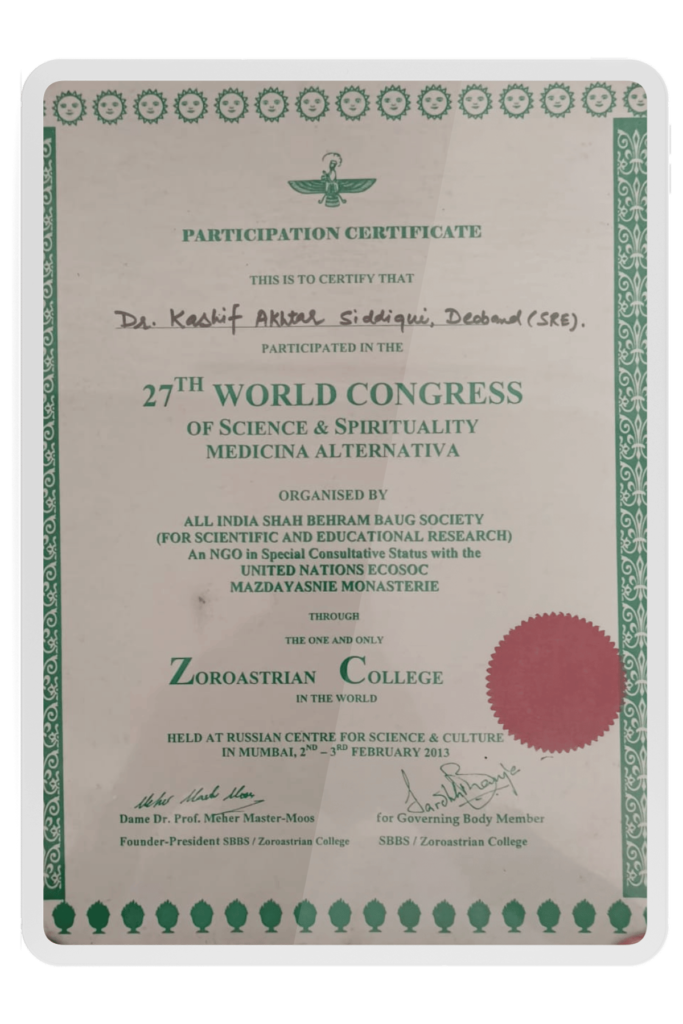 PARTICIPATION CERTIFICATE
THIS IS TO CERTIFY THAT
Dr. Kashif Akhtar Siddiqui, Deoband (SRE).
PARTICIPATED IN THE
27TH WORLD CONGRESS
OF SCIENCE & SPIRITUALITY
MEDICINA ALTERNATIVA
ORGANISED BY
ALL INDIA SHAH BEHRAM BAUG SOCIETY
(FOR SCIENTIFIC AND EDUCATIONAL RESEARCH)
An NGO in Special Consultative Status with the
UNITED NATIONS ECOSOC
MAZDAYASNIE MONASTERIE
THROUGH
THE ONE AND ONLY
ZOROASTRIAN COLLEGE
IN THE WORLD
HELD AT RUSSIAN CENTRE FOR SCIENCE & CULTURE
IN MUMBAI, 2ND – 3RD FEBRUARY 2013
Dame Dr. Prof. Meher Master-Moos
for Governing Body Member
Founder-President SBBS / Zoroastrian College
SBBS / Zoroastrian College